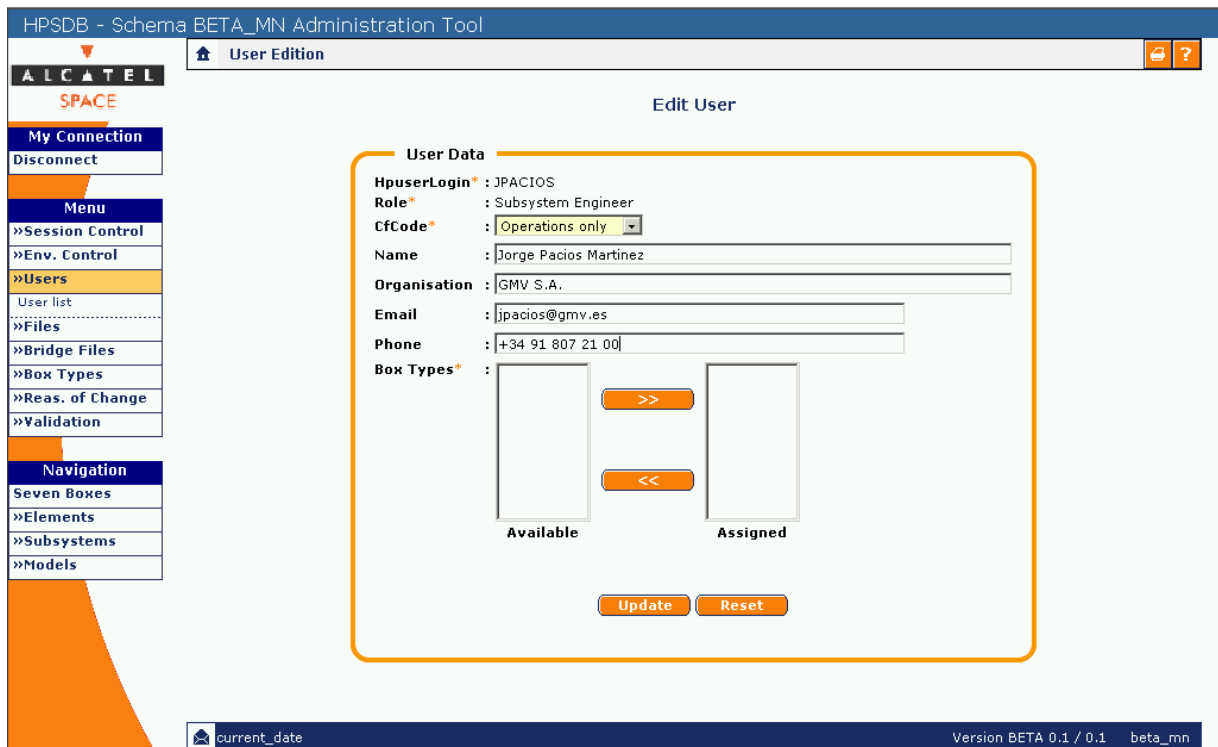 HPSDB - Schema BETA_MN Administration Tool
ALCATEL
SPACE
User Edition
?
My Connection
Disconnect
Menu
»Session Control
»Env. Control
»Users
User list
»Files
»Bridge Files
»Box Types
»Reas. of Change
»Validation
Navigation
Seven Boxes
»Elements
»Subsystems
»Models
Edit User
User Data
HpuserLogin* : JPACIOS
Role* : Subsystem Engineer
CfCode* : Operations only
Name : Jorge Pacios Martinez
Organisation : GMV S.A.
Email : jpacios@gmv.es
Phone : +34 91 807 21 00
Box Types* :
>>
<<
Available Assigned
Update Reset
current_date Version BETA 0.1 / 0.1 beta_mn